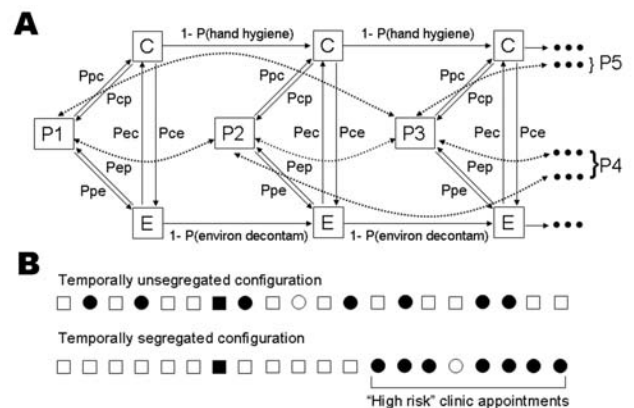 A
1- P(hand hygiene) 1- P(hand hygiene)
C C C
} P5
Ppc Pcp Ppc Pcp Ppc Pcp
P1 Pec Pce P2 Pec Pce P3 Pec Pce
} P4
Pep Ppe Pep Ppe Pep Ppe
E E E
1- P(environ decontam) 1- P(environ decontam)
B
Temporally unsegregated configuration
Temporally segregated configuration
"High risk" clinic appointments